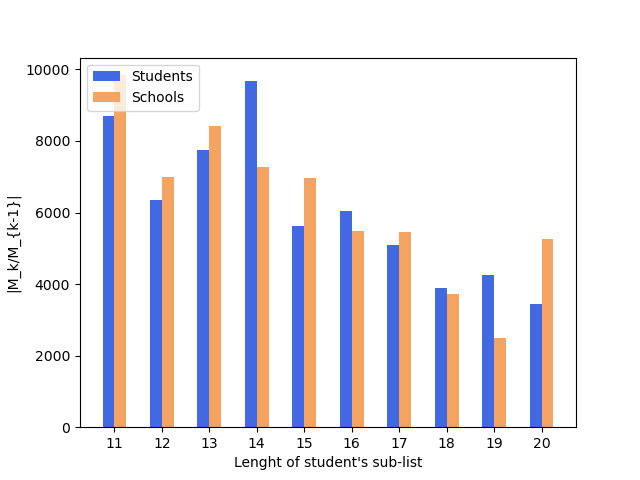 Students
Schools
10000
8000
6000
4000
2000
0
|M_k/M_{k-1}|
11 12 13 14 15 16 17 18 19 20
Lenght of student's sub-list